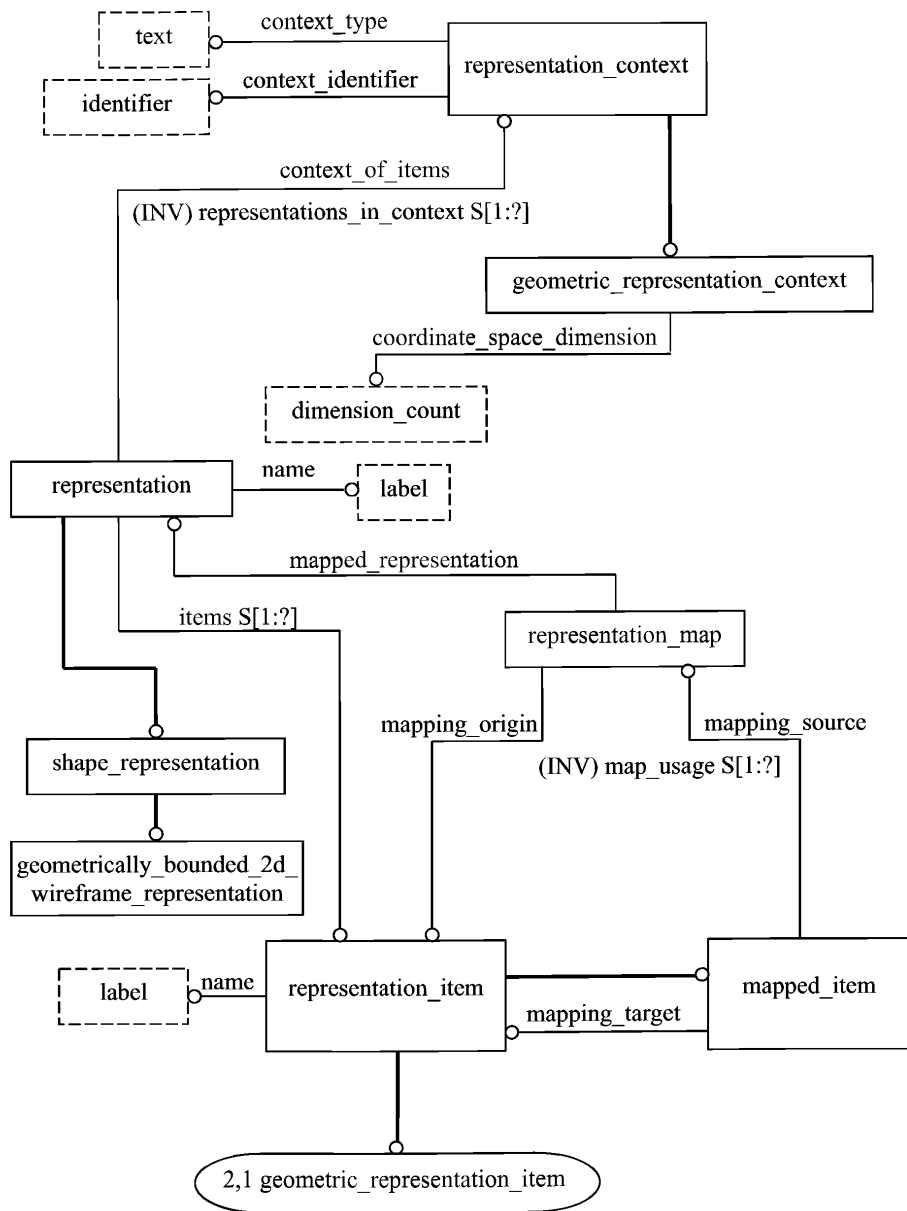 context_type
text
representation_context
context_identifier
identifier
context_of_items
(INV) representations_in_context S[1:?]
geometric_representation_context
coordinate_space_dimension
dimension_count
name
representation
label
mapped_representation
items S[1:?]
representation_map
mapping_origin
mapping_source
shape_representation
(INV) map_usage S[1:?]
geometrically_bounded_2d_
wireframe_representation
name
label
representation_item
mapped_item
mapping_target
2,1 geometric_representation_item